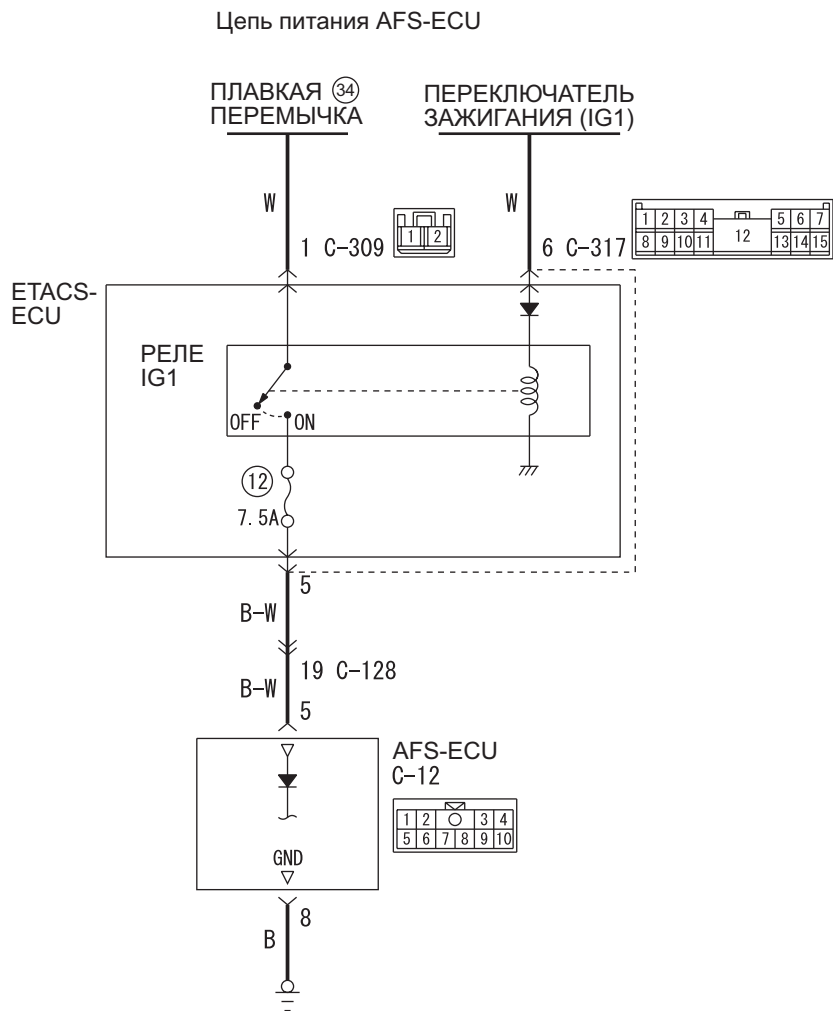 Цепь питания AFS-ECU
ПЛАВКАЯ 34
ПЕРЕМЫЧКА
ПЕРЕКЛЮЧАТЕЛЬ
ЗАЖИГАНИЯ (IG1)
W
W
1 C-309
1 2
6 C-317
1 2 3 4 5 6 7
8 9 10 11 12 13 14 15
ETACS-
ECU
РЕЛЕ
IG1
OFF ON
12
7.5A
5
B-W
19 C-128
B-W
5
AFS-ECU
C-12
1 2 3 4
5 6 7 8 9 10
GND
8
B